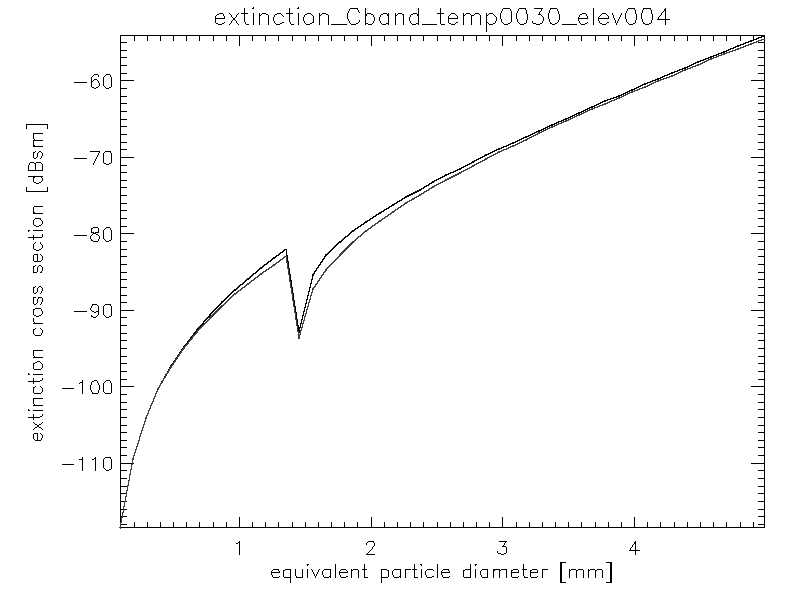 extinction_Cband_temp0030_elev004
extinction cross section [dBsm]
-60
-70
-80
-90
-100
-110
1 2 3 4
equivalent particle diameter [mm]